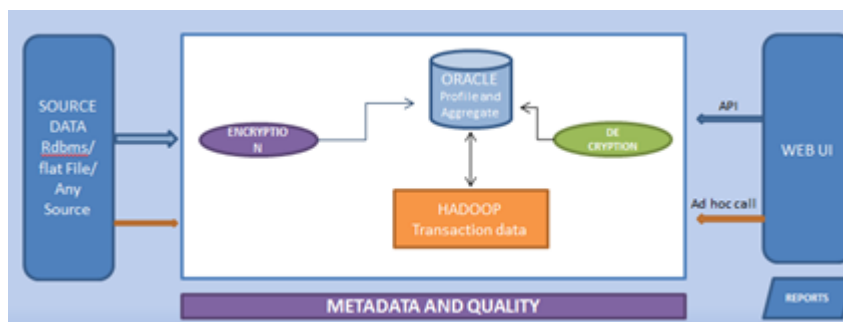 SOURCE
DATA
Rdbms/
flat File/
Any
Source
ENCRYPTIO
N
ORACLE
Profile and
Aggregate
DE
CRYPTION
HADOOP
Transaction data
API
Ad hoc call
WEB UI
REPORTS
METADATA AND QUALITY